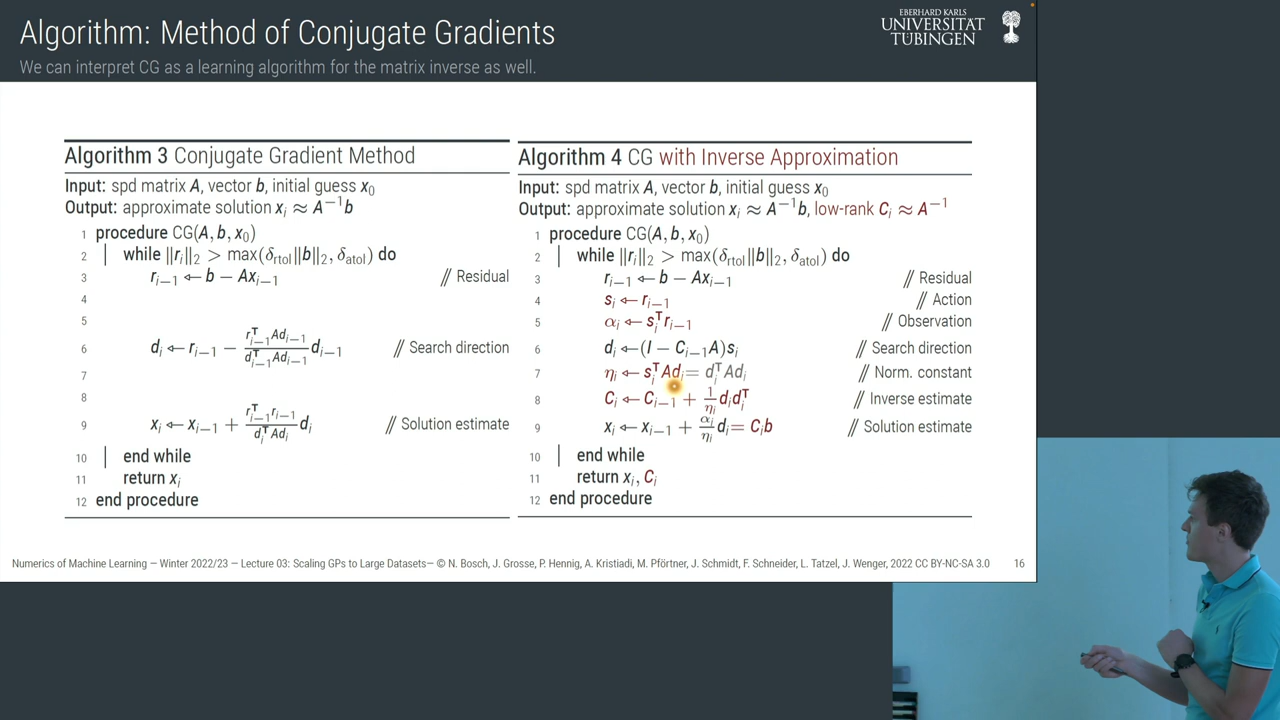 Algorithm: Method of Conjugate Gradients
We can interpret CG as a learning algorithm for the matrix inverse as well.
EBERHARD KARLS
UNIVERSITÄT
TÜBINGEN
Algorithm 3 Conjugate Gradient Method
Input: spd matrix A, vector b, initial guess x₀
Output: approximate solution xᵢ ≈ A⁻¹b
1 procedure CG(A, b, x₀)
2 while ‖rᵢ‖₂ > max(δ_rtol‖b‖₂, δ_atol) do
3 rᵢ₋₁ ← b − Axᵢ₋₁ // Residual
4
5
6 dᵢ ← rᵢ₋₁ − (rᵢ₋₁ᵀAdᵢ₋₁)/(dᵢ₋₁ᵀAdᵢ₋₁) dᵢ₋₁ // Search direction
7
8
9 xᵢ ← xᵢ₋₁ + (rᵢ₋₁ᵀrᵢ₋₁)/(dᵢᵀAdᵢ) dᵢ // Solution estimate
10 end while
11 return xᵢ
12 end procedure
Algorithm 4 CG with Inverse Approximation
Input: spd matrix A, vector b, initial guess x₀
Output: approximate solution xᵢ ≈ A⁻¹b, low-rank Cᵢ ≈ A⁻¹
1 procedure CG(A, b, x₀)
2 while ‖rᵢ‖₂ > max(δ_rtol‖b‖₂, δ_atol) do
3 rᵢ₋₁ ← b − Axᵢ₋₁ // Residual
4 sᵢ ← rᵢ₋₁ // Action
5 αᵢ ← sᵢᵀrᵢ₋₁ // Observation
6 dᵢ ← (I − Cᵢ₋₁A)sᵢ // Search direction
7 ηᵢ ← sᵢᵀAdᵢ = dᵢᵀAdᵢ // Norm. constant
8 Cᵢ ← Cᵢ₋₁ + 1/ηᵢ dᵢdᵢᵀ // Inverse estimate
9 xᵢ ← xᵢ₋₁ + αᵢ/ηᵢ dᵢ = Cᵢb // Solution estimate
10 end while
11 return xᵢ, Cᵢ
12 end procedure
Numerics of Machine Learning — Winter 2022/23 — Lecture 03: Scaling GPs to Large Datasets— © N. Bosch, J. Grosse, P. Hennig, A. Kristiadi, M. Pförtner, J. Schmidt, F. Schneider, L. Tatzel, J. Wenger, 2022 CC BY-NC-SA 3.0 16